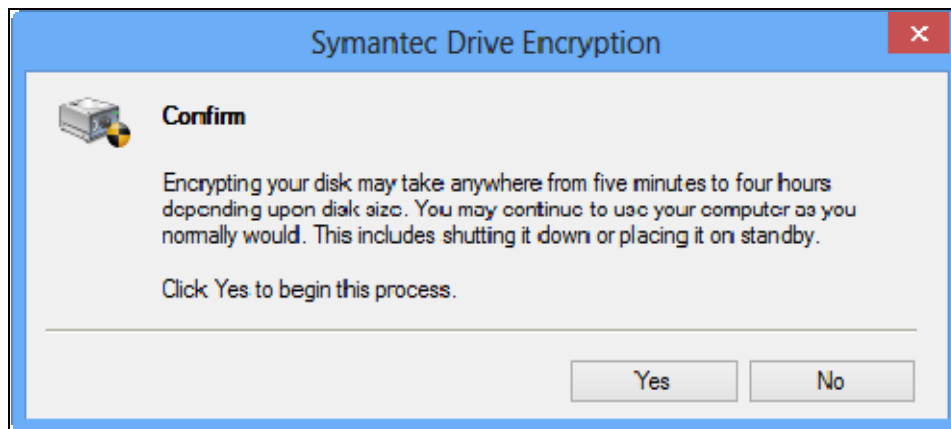 Symantec Drive Encryption
Confirm
Encrypting your disk may take anywhere from five minutes to four hours
depending upon disk size. You may continue to use your computer as you
normally would. This includes shutting it down or placing it on standby.
Click Yes to begin this process.
Yes
No